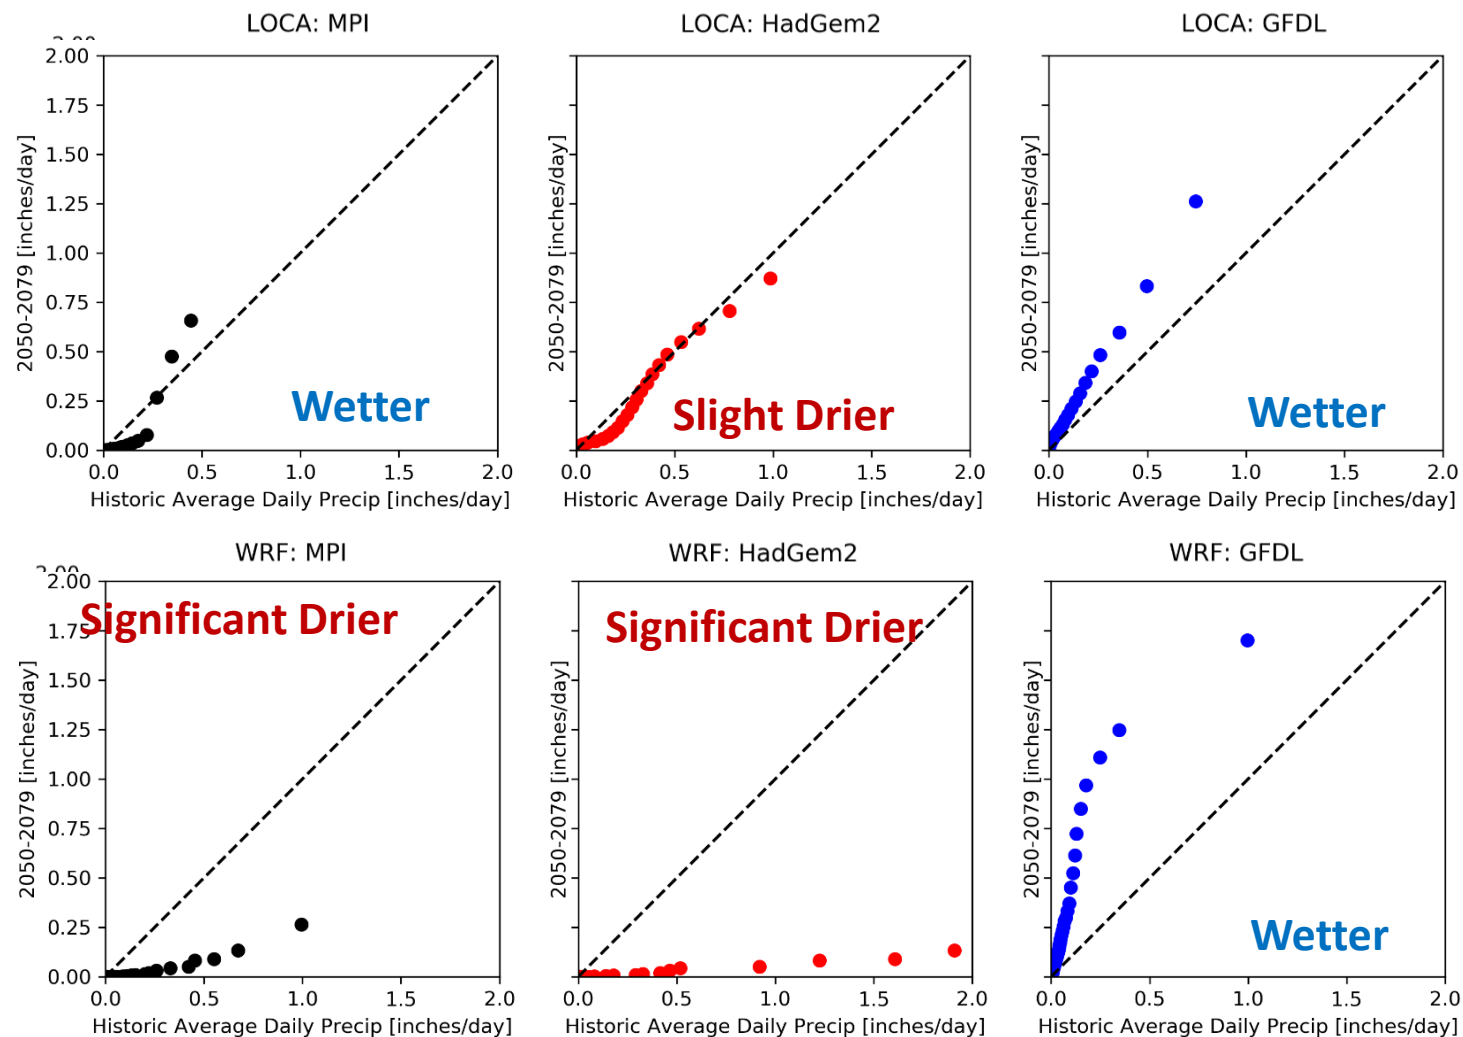 LOCA: MPI
LOCA: HadGem2
LOCA: GFDL
2.00
1.75
1.50
1.25
1.00
0.75
0.50
0.25
0.00
2050-2079 [inches/day]
Wetter
0.0
0.5
1.0
1.5
2.0
Historic Average Daily Precip [inches/day]
2050-2079 [inches/day]
Slight Drier
0.0
0.5
1.0
1.5
2.0
Historic Average Daily Precip [inches/day]
2050-2079 [inches/day]
Wetter
0.0
0.5
1.0
1.5
2.0
Historic Average Daily Precip [inches/day]
WRF: MPI
WRF: HadGem2
WRF: GFDL
2.00
Significant Drier
1.75
1.50
1.25
1.00
0.75
0.50
0.25
0.00
2050-2079 [inches/day]
0.0
0.5
1.0
1.5
2.0
Historic Average Daily Precip [inches/day]
Significant Drier
2050-2079 [inches/day]
0.0
0.5
1.0
1.5
2.0
Historic Average Daily Precip [inches/day]
2050-2079 [inches/day]
Wetter
0.0
0.5
1.0
1.5
2.0
Historic Average Daily Precip [inches/day]